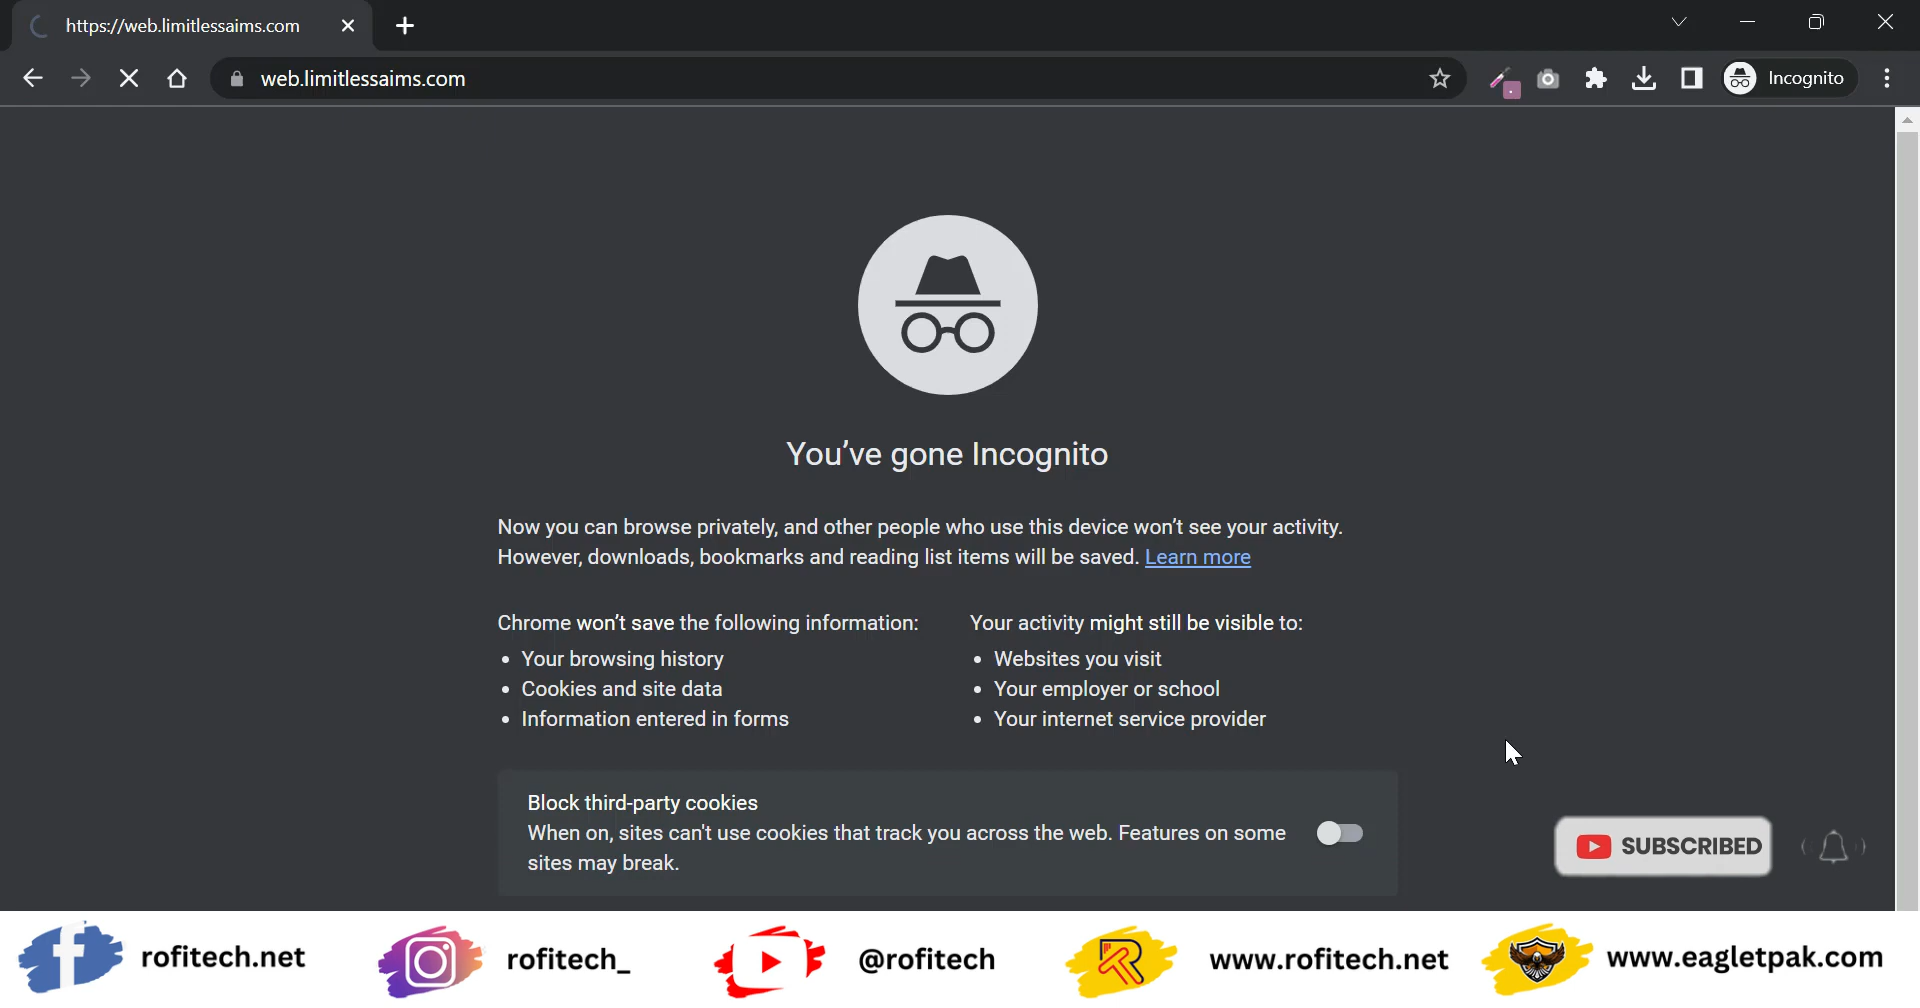 https://web.limitlessaims.com
web.limitlessaims.com
Incognito
You've gone Incognito
Now you can browse privately, and other people who use this device won't see your activity.
However, downloads, bookmarks and reading list items will be saved. Learn more
Chrome won't save the following information:
Your browsing history
Cookies and site data
Information entered in forms
Your activity might still be visible to:
Websites you visit
Your employer or school
Your internet service provider
Block third-party cookies
When on, sites can't use cookies that track you across the web. Features on some
sites may break.
SUBSCRIBED
rofitech.net
rofitech_
@rofitech
www.rofitech.net
www.eagletpak.com